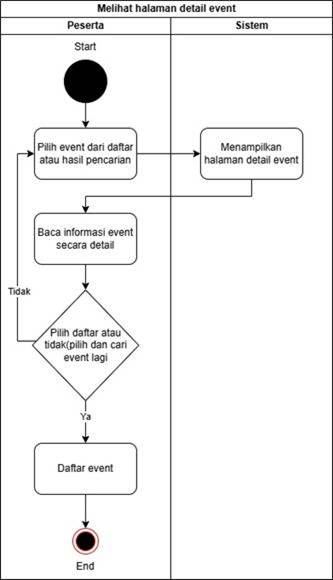 Melihat halaman detail event
Peserta
Sistem
Start
Pilih event dari daftar
atau hasil pencarian
Menampilkan
halaman detail event
Baca informasi event
secara detail
Tidak
Pilih daftar atau
tidak(pilih dan cari
event lagi
Ya
Daftar event
End